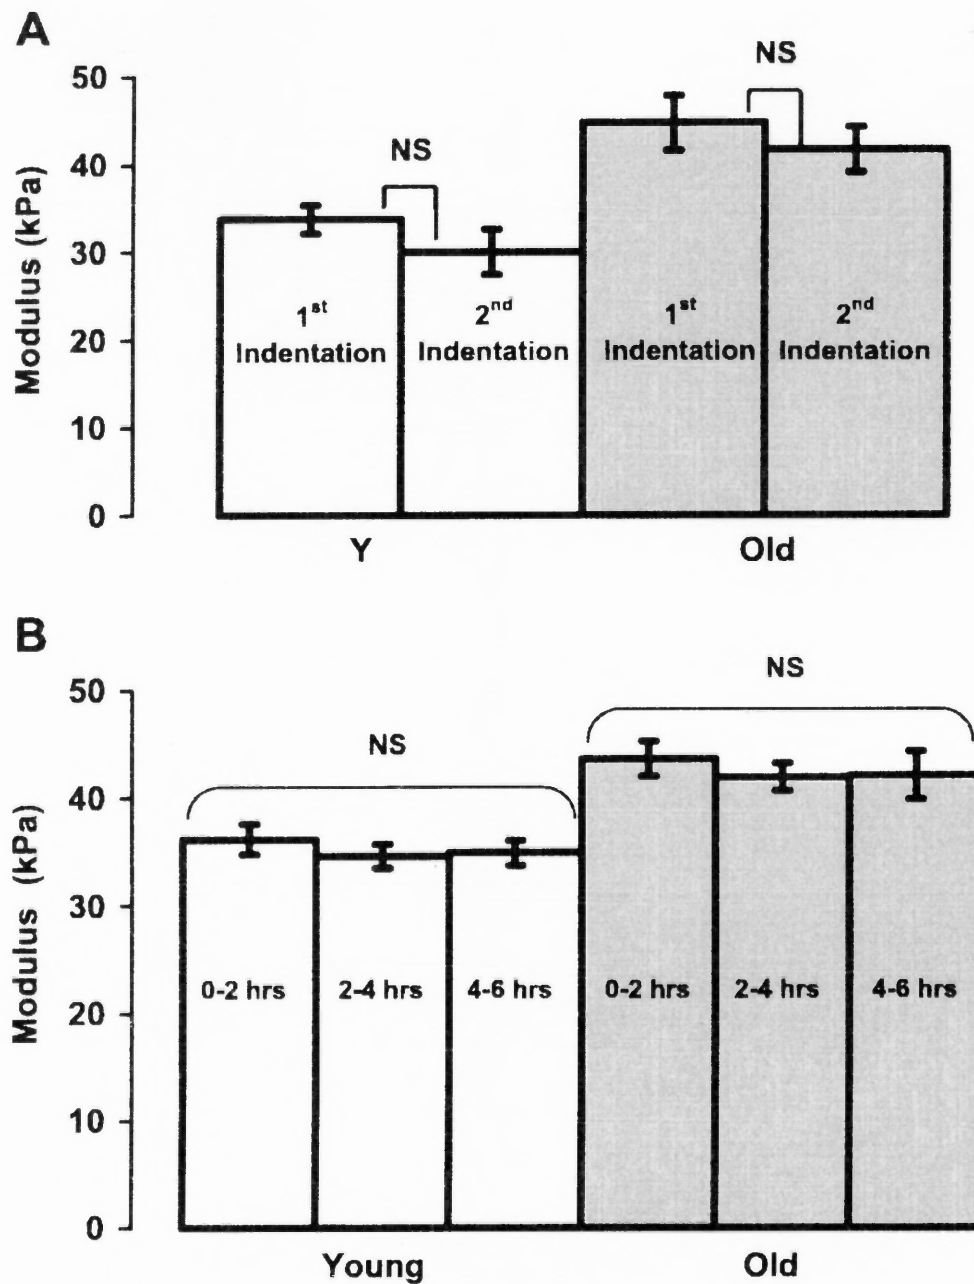 A
NS
NS
50
40
30
20
10
0
Modulus (kPa)
1st
Indentation
2nd
Indentation
1st
Indentation
2nd
Indentation
Y
Old
B
NS
NS
50
40
30
20
10
0
Modulus (kPa)
0-2 hrs
2-4 hrs
4-6 hrs
0-2 hrs
2-4 hrs
4-6 hrs
Young
Old